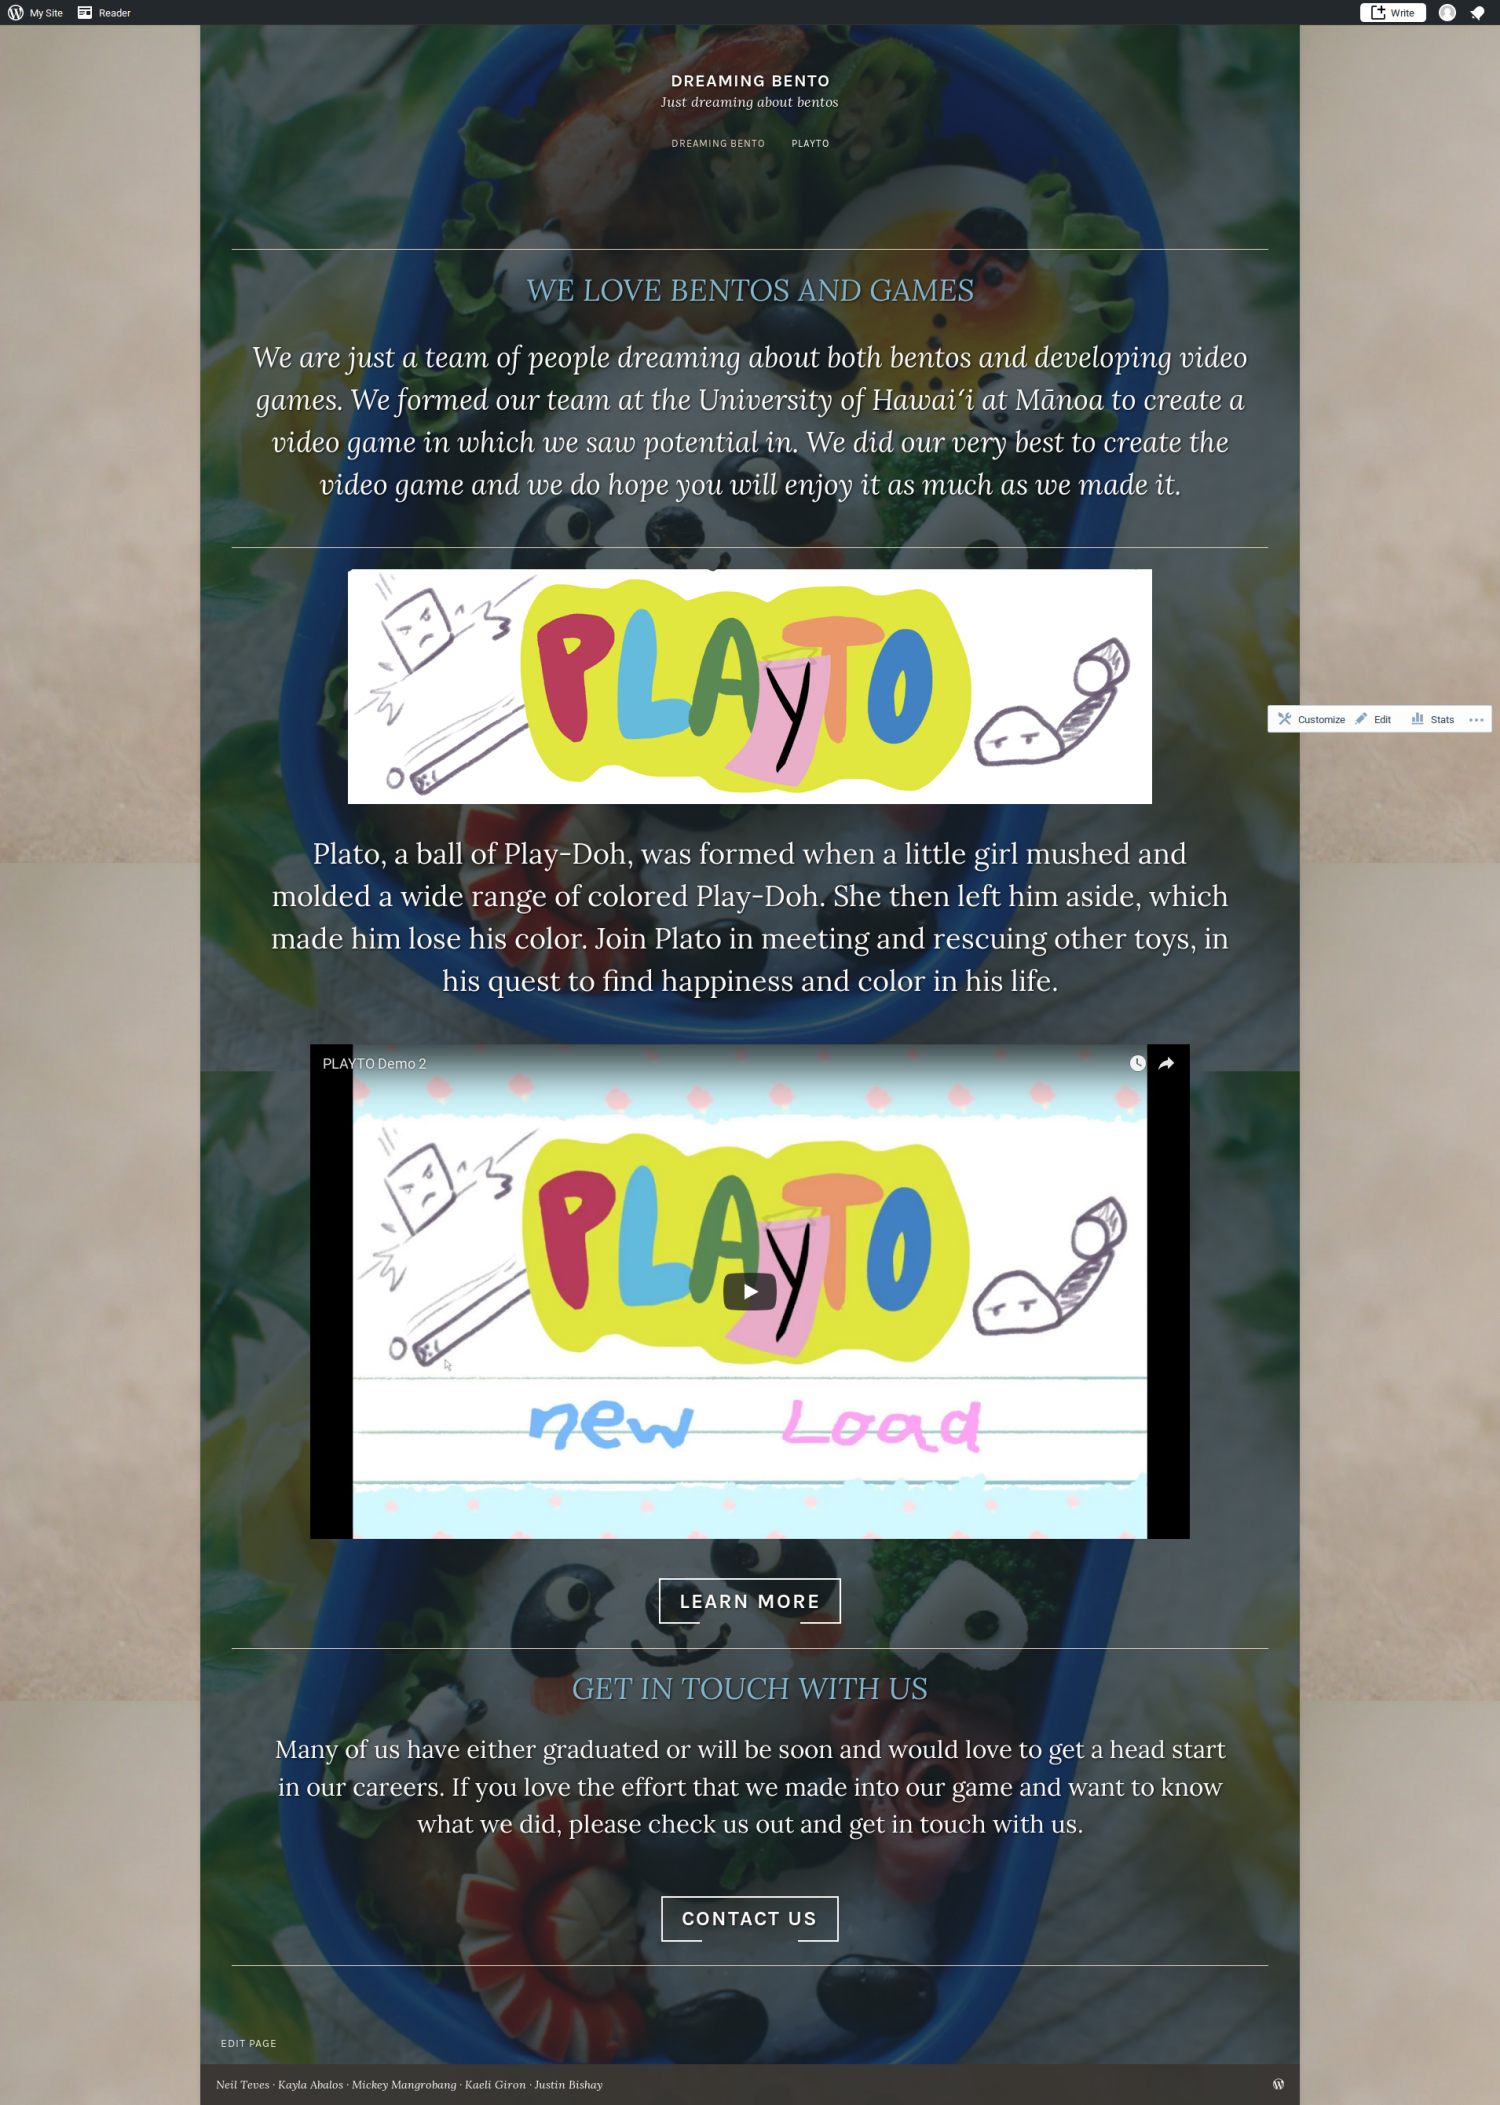 My Site Reader Write
DREAMING BENTO
Just dreaming about bentos
DREAMING BENTO PLAYTO
WE LOVE BENTOS AND GAMES
We are just a team of people dreaming about both bentos and developing video
games. We formed our team at the University of Hawaiʻi at Mānoa to create a
video game in which we saw potential in. We did our very best to create the
video game and we do hope you will enjoy it as much as we made it.
PLAyTO
Customize Edit Stats
Plato, a ball of Play-Doh, was formed when a little girl mushed and
molded a wide range of colored Play-Doh. She then left him aside, which
made him lose his color. Join Plato in meeting and rescuing other toys, in
his quest to find happiness and color in his life.
PLAYTO Demo 2
PLAyTO
new Load
LEARN MORE
GET IN TOUCH WITH US
Many of us have either graduated or will be soon and would love to get a head start
in our careers. If you love the effort that we made into our game and want to know
what we did, please check us out and get in touch with us.
CONTACT US
EDIT PAGE
Neil Teves · Kayla Abalos · Mickey Mangrobang · Kaeli Giron · Justin Bishay